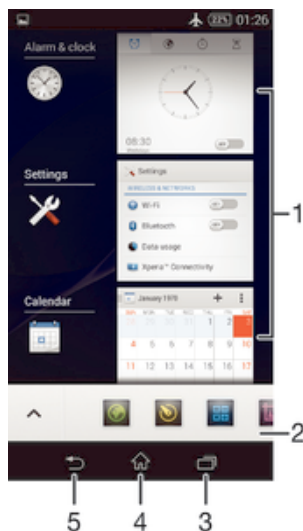 22% 01:26
Alarm & clock
08:30
Settings
Settings
WIRELESS & NETWORKS
Wi-Fi
Bluetooth
Data usage
Xperia™ Connectivity
Calendar
January 1970
1 2 3
4 5 6 7 8 9 10
11 12 13 14 15 16 17
1
2
5 4 3